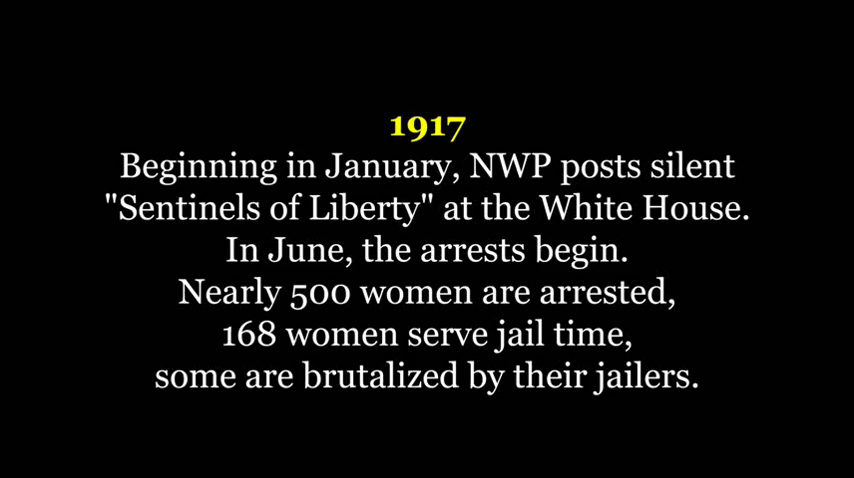 1917
Beginning in January, NWP posts silent
"Sentinels of Liberty" at the White House.
In June, the arrests begin.
Nearly 500 women are arrested,
168 women serve jail time,
some are brutalized by their jailers.